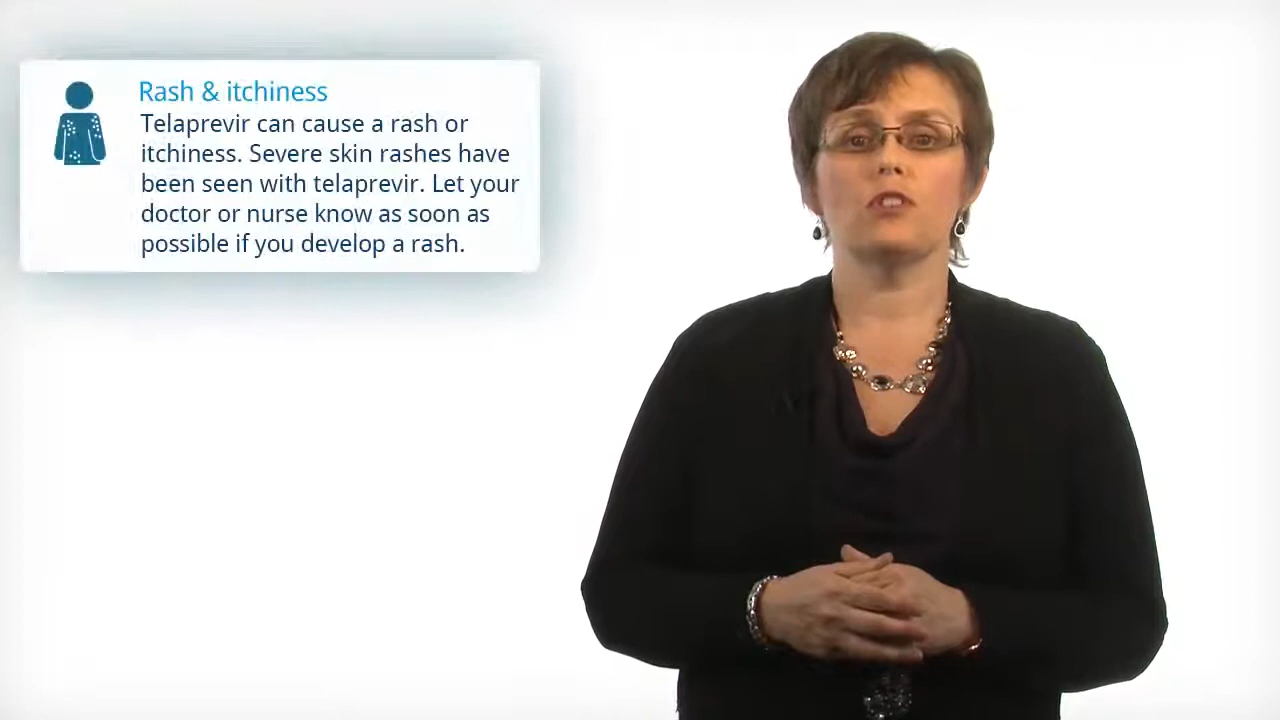 Rash & itchiness
Telaprevir can cause a rash or
itchiness. Severe skin rashes have
been seen with telaprevir. Let your
doctor or nurse know as soon as
possible if you develop a rash.